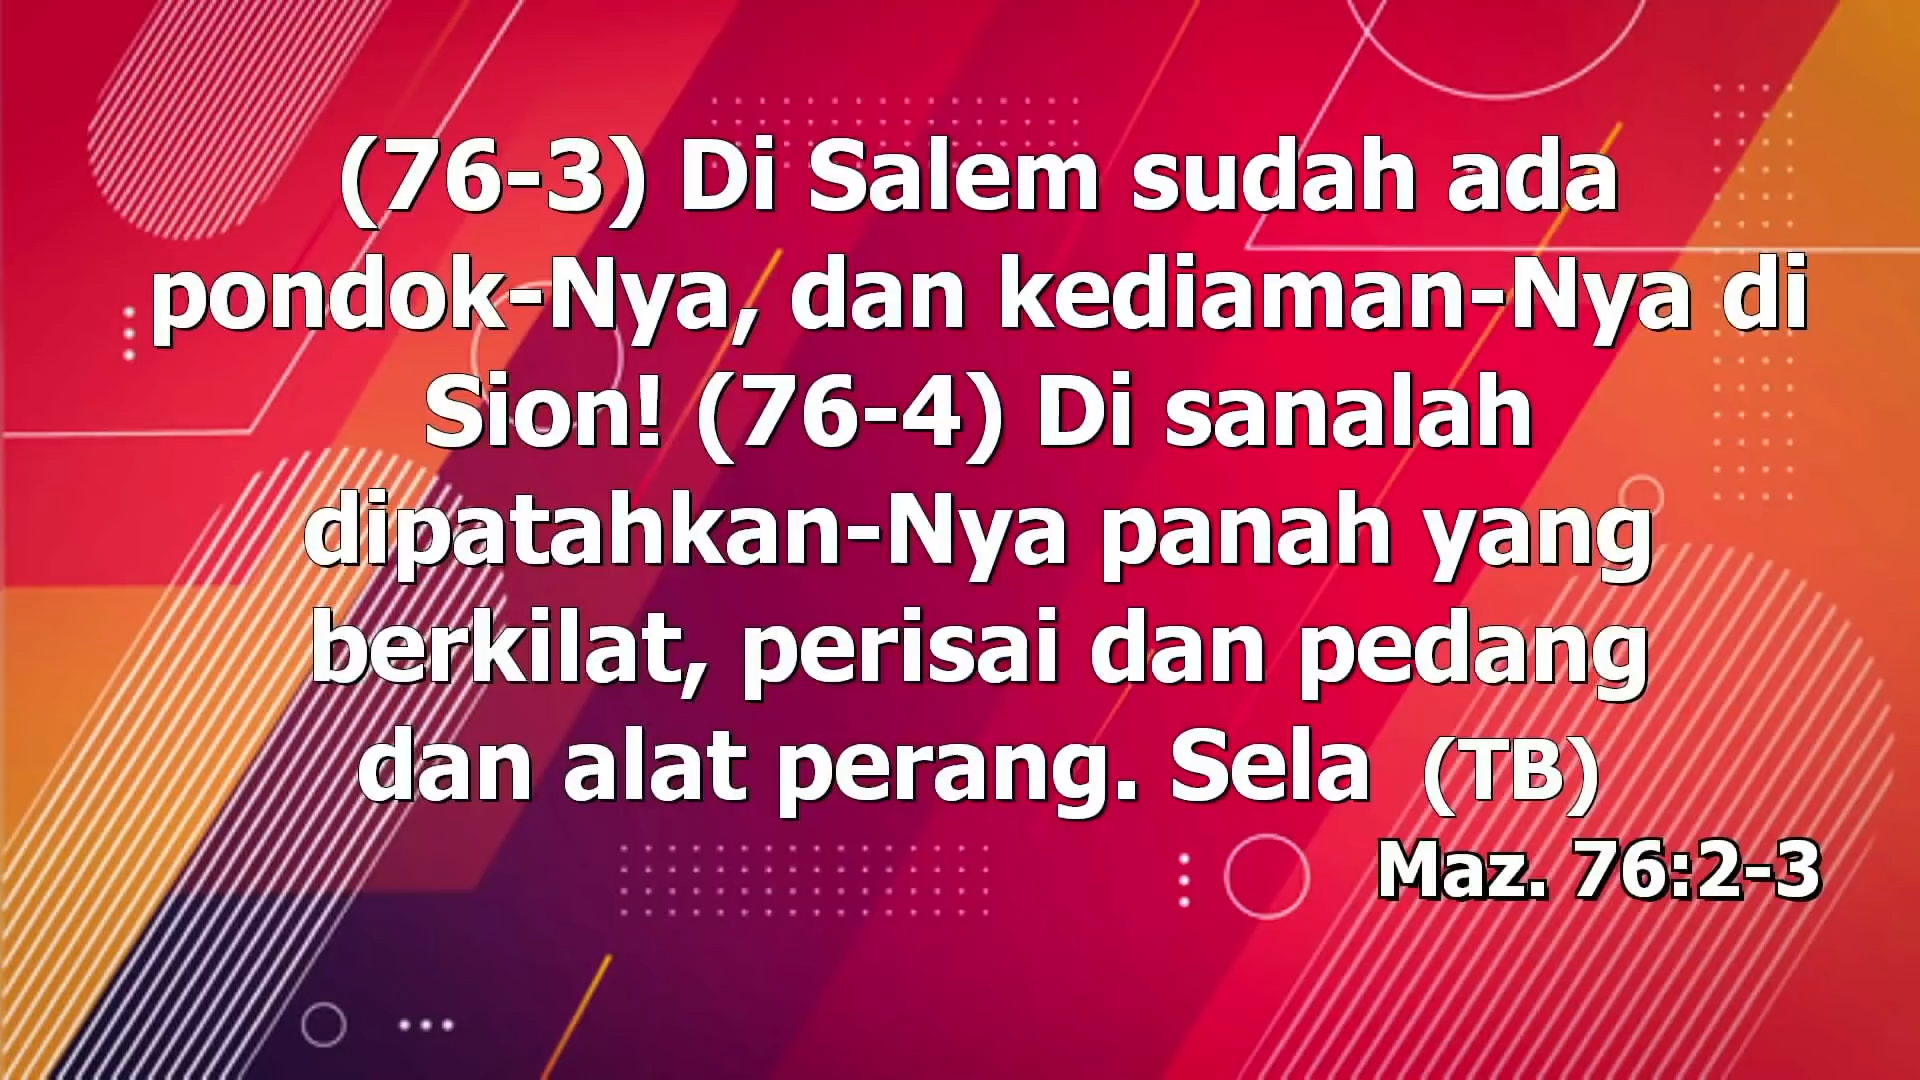 (76-3) Di Salem sudah ada
pondok-Nya, dan kediaman-Nya di
Sion! (76-4) Di sanalah
dipatahkan-Nya panah yang
berkilat, perisai dan pedang
dan alat perang. Sela (TB)
Maz. 76:2-3